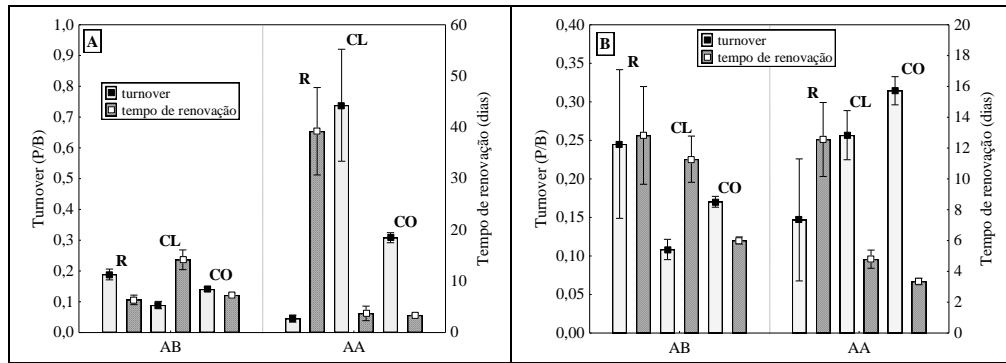 A
Turnover (P/B)
1,0
0,9
0,8
0,7
0,6
0,5
0,4
0,3
0,2
0,1
0,0
turnover
tempo de renovação
R
CL
CO
R
CL
CO
AB
AA
60
50
40
30
20
10
0
Tempo de renovação (dias)
B
Turnover (P/B)
0,40
0,35
0,30
0,25
0,20
0,15
0,10
0,05
0,00
turnover
tempo de renovação
R
CL
CO
R
CL
CO
AB
AA
20
18
16
14
12
10
8
6
4
2
0
Tempo de renovação (dias)